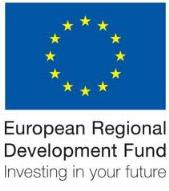 European Regional
Development Fund
Investing in your future